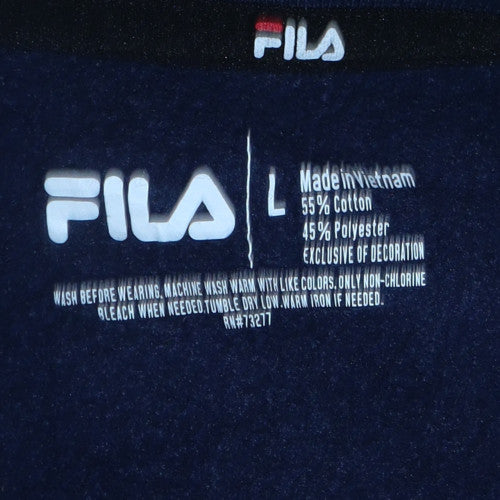 FILA
FILA
L
Made in Vietnam
55% Cotton
45% Polyester
EXCLUSIVE OF DECORATION
WASH BEFORE WEARING. MACHINE WASH WARM WITH LIKE COLORS. ONLY NON-CHLORINE
BLEACH WHEN NEEDED.TUMBLE DRY LOW. WARM IRON IF NEEDED.
RN#73277